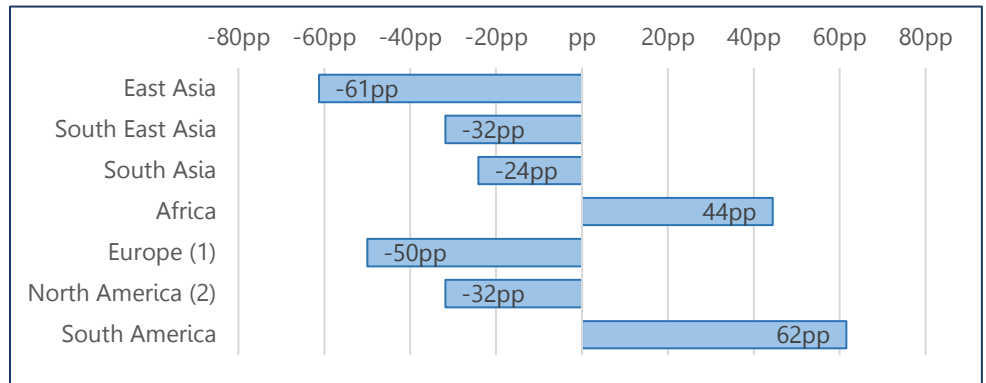 -80pp -60pp -40pp -20pp pp 20pp 40pp 60pp 80pp
East Asia -61pp
South East Asia -32pp
South Asia -24pp
Africa 44pp
Europe (1) -50pp
North America (2) -32pp
South America 62pp